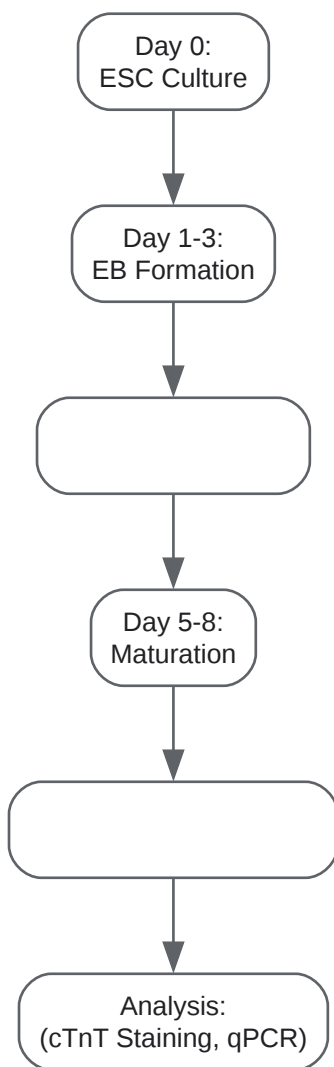 Day 0:
ESC Culture
Day 1-3:
EB Formation
Day 5-8:
Maturation
Analysis:
(cTnT Staining, qPCR)